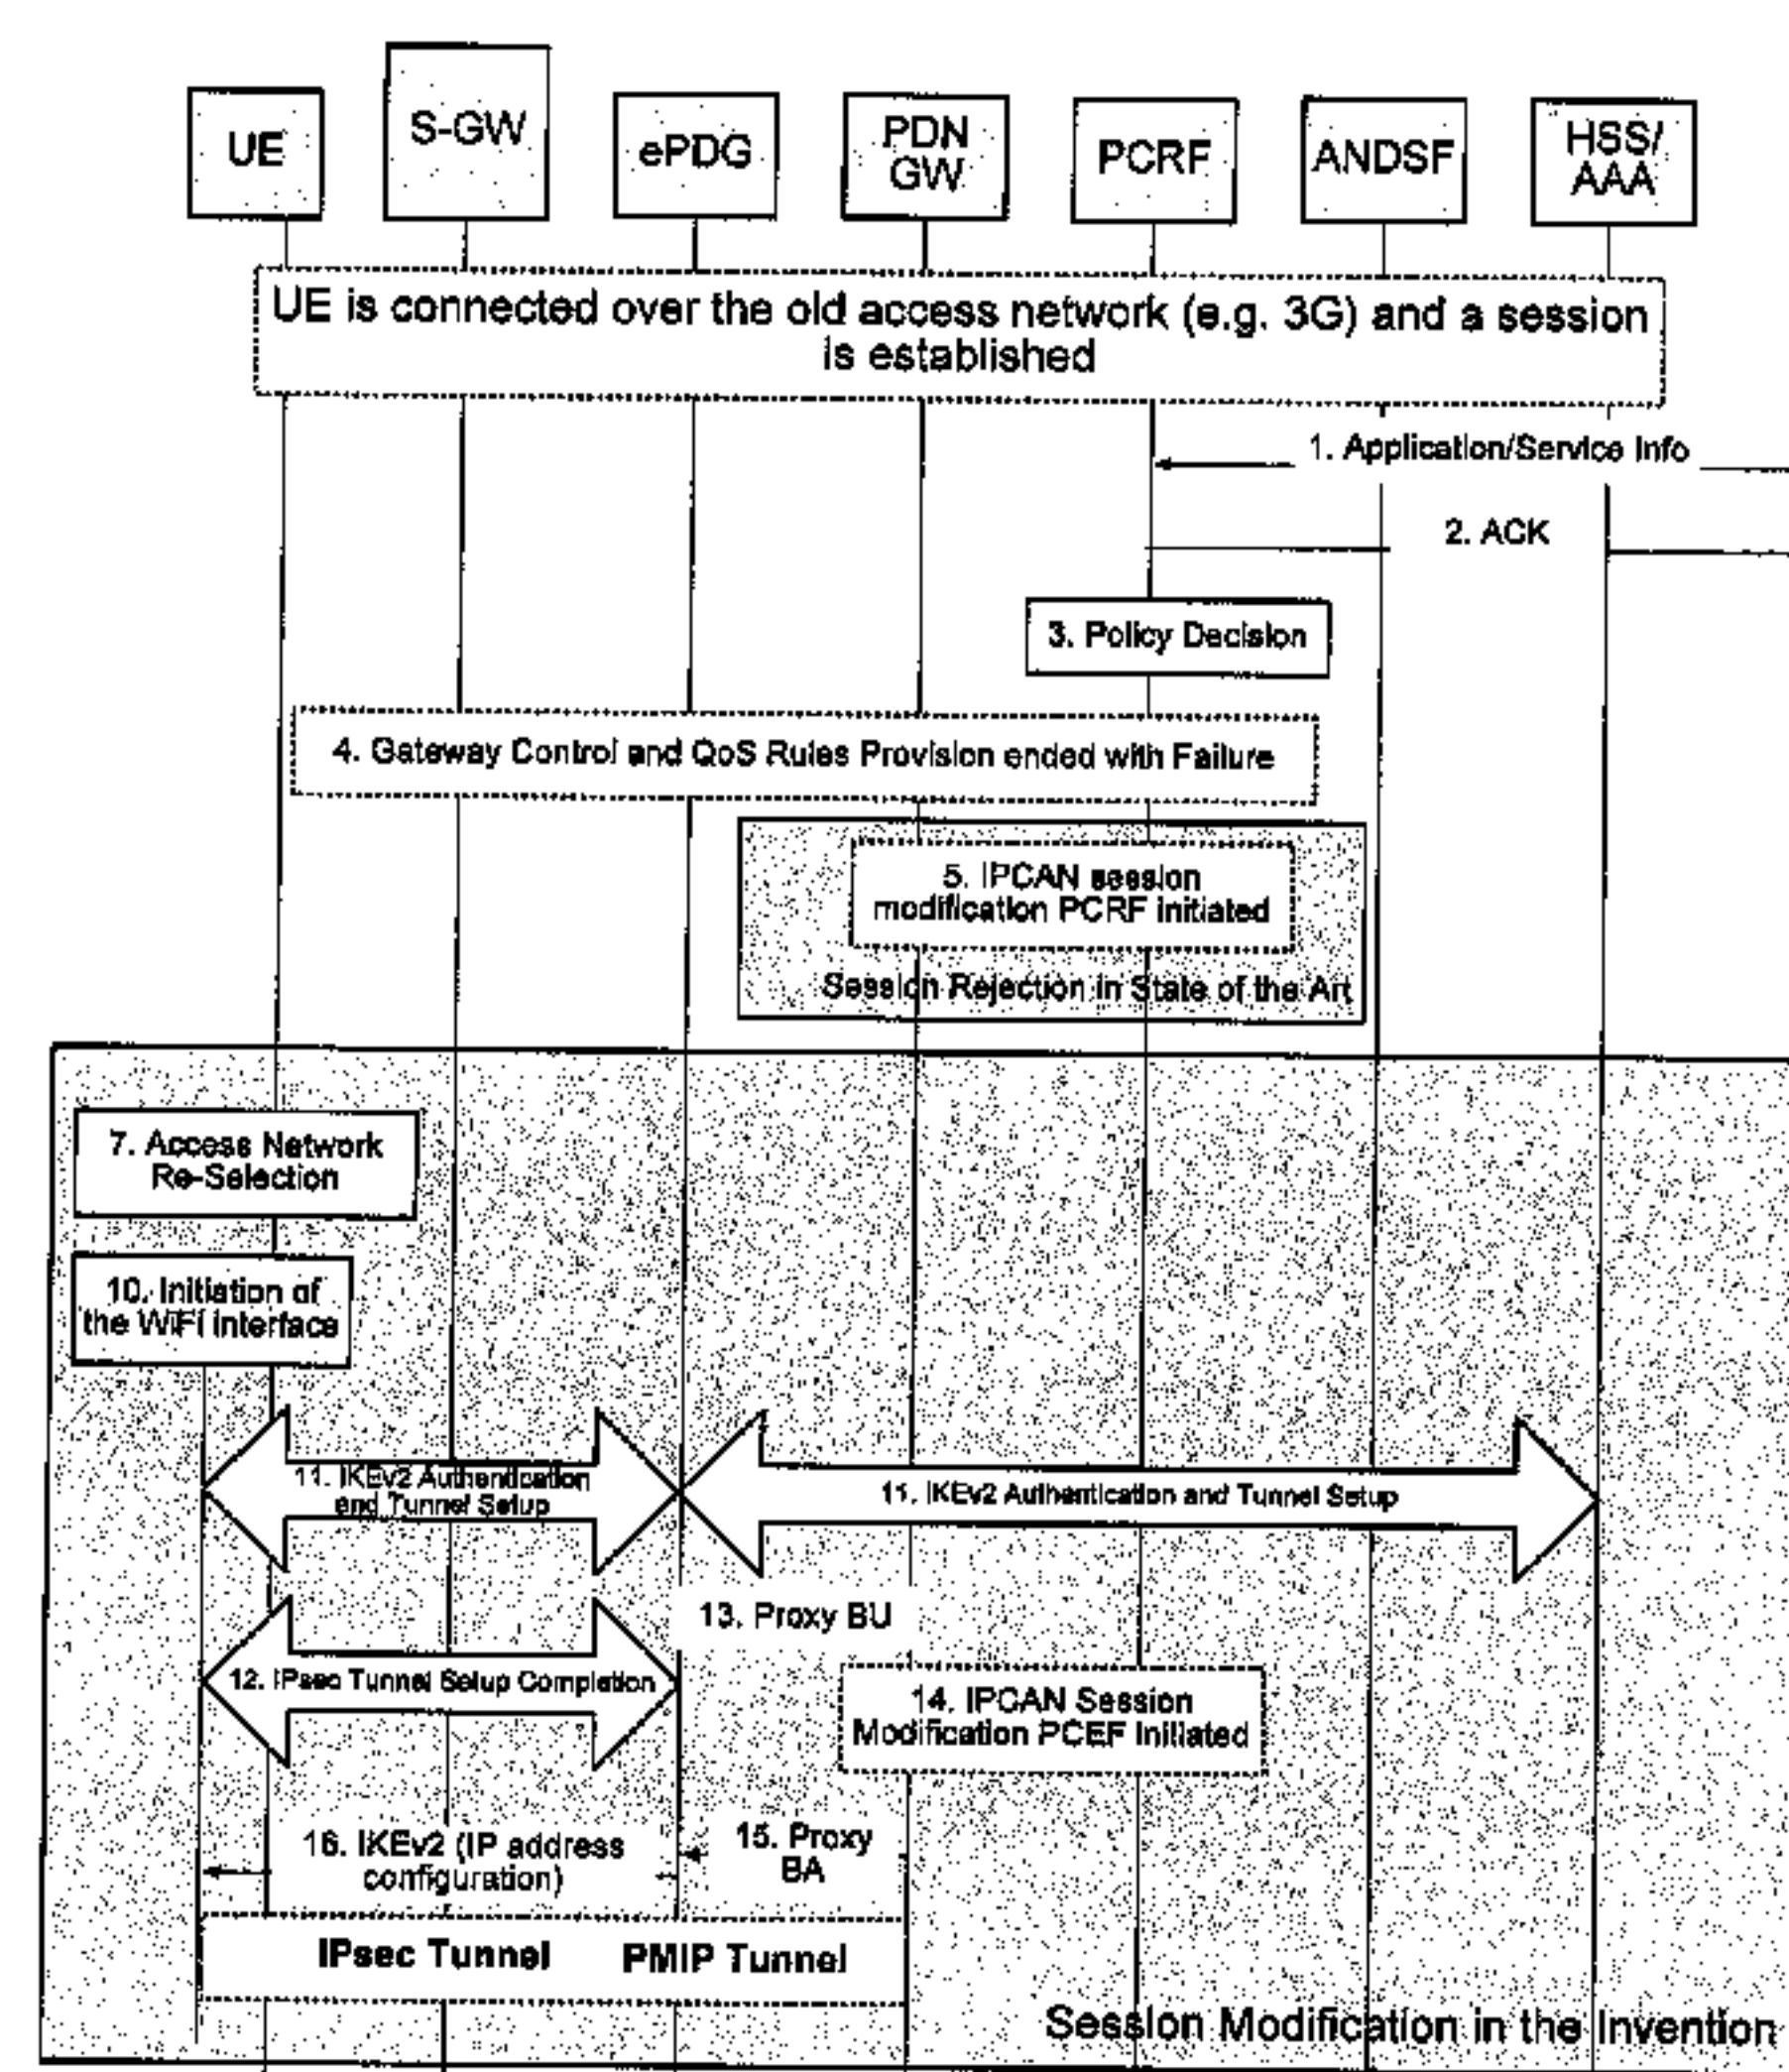 UE
S-GW
ePDG
PDN
GW
PCRF
ANDSF
HSS/
AAA
UE is connected over the old access network (e.g. 3G) and a session
is established
1. Application/Service Info
2. ACK
3. Policy Decision
4. Gateway Control and QoS Rules Provision ended with Failure
5. IPCAN session
modification PCRF initiated
Session Rejection in State of the Art
7. Access Network
Re-Selection
10. Initiation of
the WiFi interface
11. IKEv2 Authentication
and Tunnel Setup
11. IKEv2 Authentication and Tunnel Setup
13. Proxy BU
12. IPsec Tunnel Setup Completion
14. IPCAN Session
Modification PCEF Initiated
16. IKEv2 (IP address
configuration)
15. Proxy
BA
IPsec Tunnel
PMIP Tunnel
Session Modification in the Invention